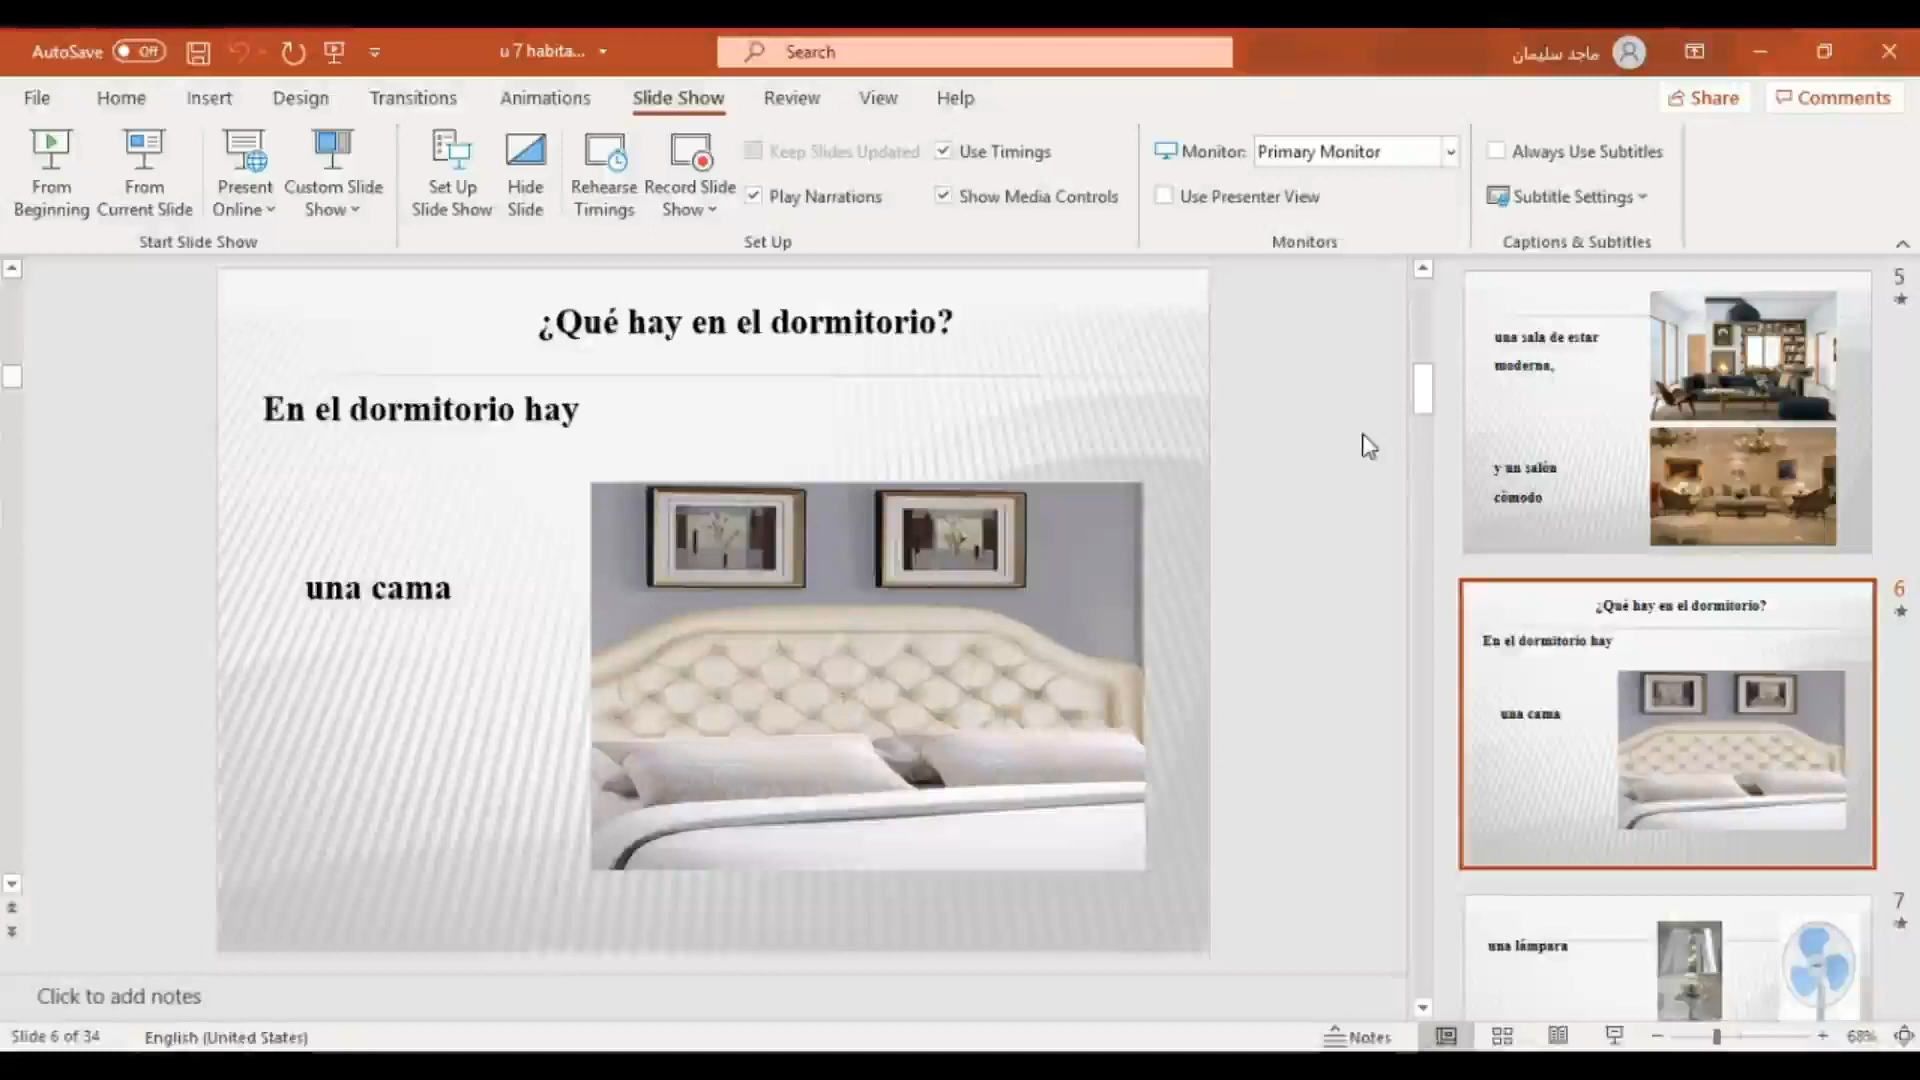 AutoSave Off u 7 habita... Search ماجد سليمان
File Home Insert Design Transitions Animations Slide Show Review View Help Share Comments
From Beginning
From Current Slide
Present Online
Custom Slide Show
Start Slide Show
Set Up Slide Show
Hide Slide
Rehearse Timings
Record Slide Show
Keep Slides Updated
Play Narrations
Use Timings
Show Media Controls
Set Up
Monitor: Primary Monitor
Use Presenter View
Monitors
Always Use Subtitles
Subtitle Settings
Captions & Subtitles
¿Qué hay en el dormitorio?
En el dormitorio hay
una cama
5
una sala de estar
moderna,
y un salón
cómodo
6
¿Qué hay en el dormitorio?
En el dormitorio hay
una cama
7
una lámpara
Click to add notes
Slide 6 of 34 English (United States) Notes 68%